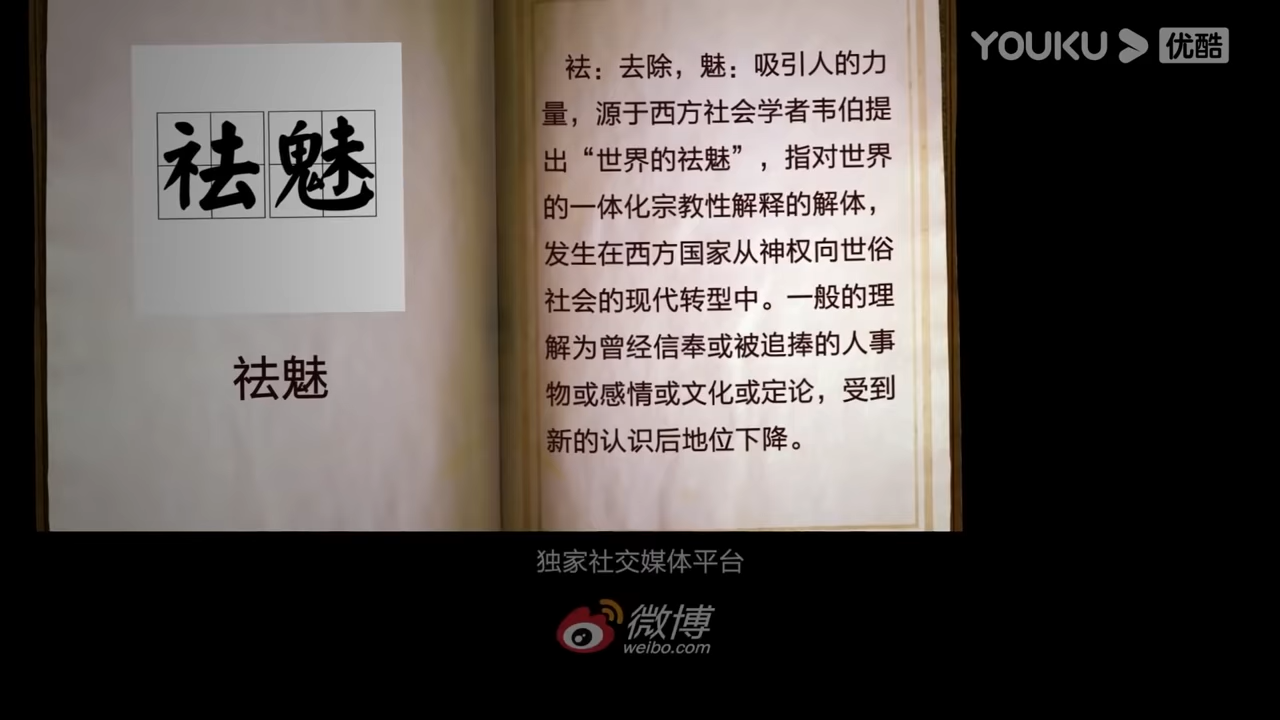 YOUKU 优酷
祛魅
祛魅
祛：去除，魅：吸引人的力
量，源于西方社会学者韦伯提
出“世界的祛魅”，指对世界
的一体化宗教性解释的解体，
发生在西方国家从神权向世俗
社会的现代转型中。一般的理
解为曾经信奉或被追捧的人事
物或感情或文化或定论，受到
新的认识后地位下降。
独家社交媒体平台
微博
weibo.com